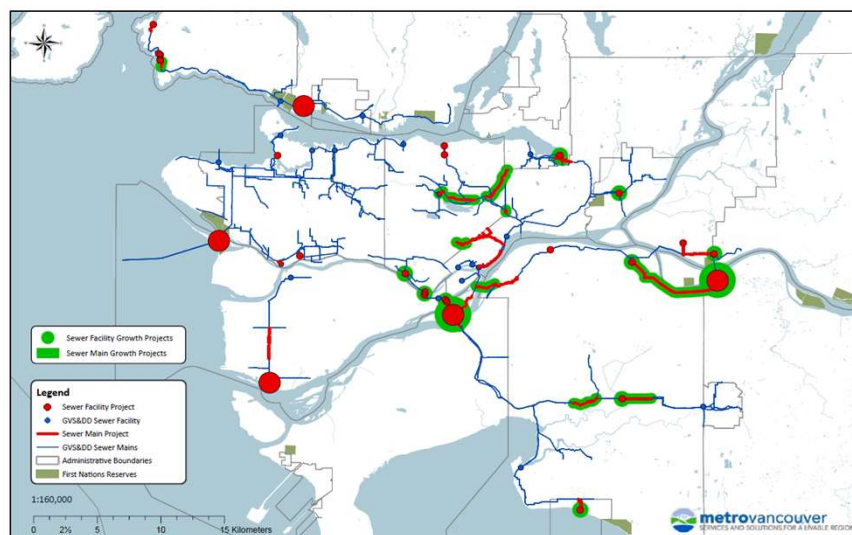 Sewer Facility Growth Projects
Sewer Main Growth Projects
Legend
Sewer Facility Project
GVS&DD Sewer Facility
Sewer Main Project
GVS&DD Sewer Mains
Administrative Boundaries
First Nations Reserves
1:160,000
0 2½ 5 10 15 Kilometers
metrovancouver
SERVICES AND SOLUTIONS FOR A LIVABLE REGION